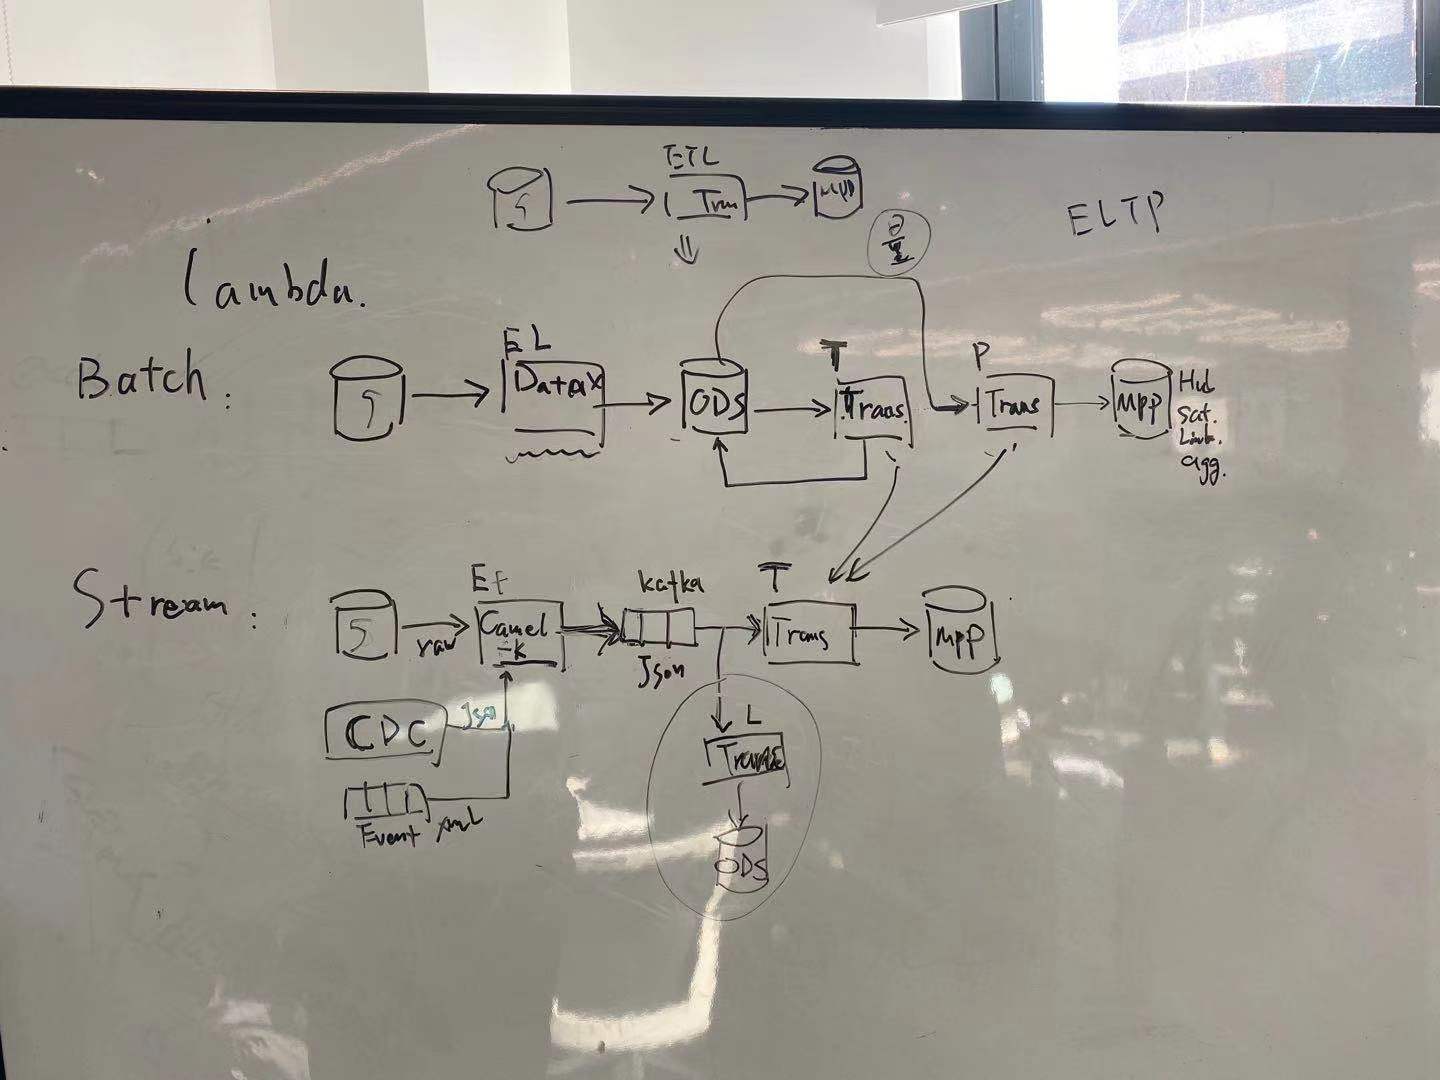 ETL
S
Tran
MPP
ELTP
lambda.
Batch:
S
EL
DataX
ODS
T
Trans.
P
Trans
MPP
Hub
Sat.
Link.
agg.
Stream:
S
raw
EL
Camel
-K
kafka
Json
T
Trans
MPP
CDC
Json
Event
xml
L
Trans
ODS